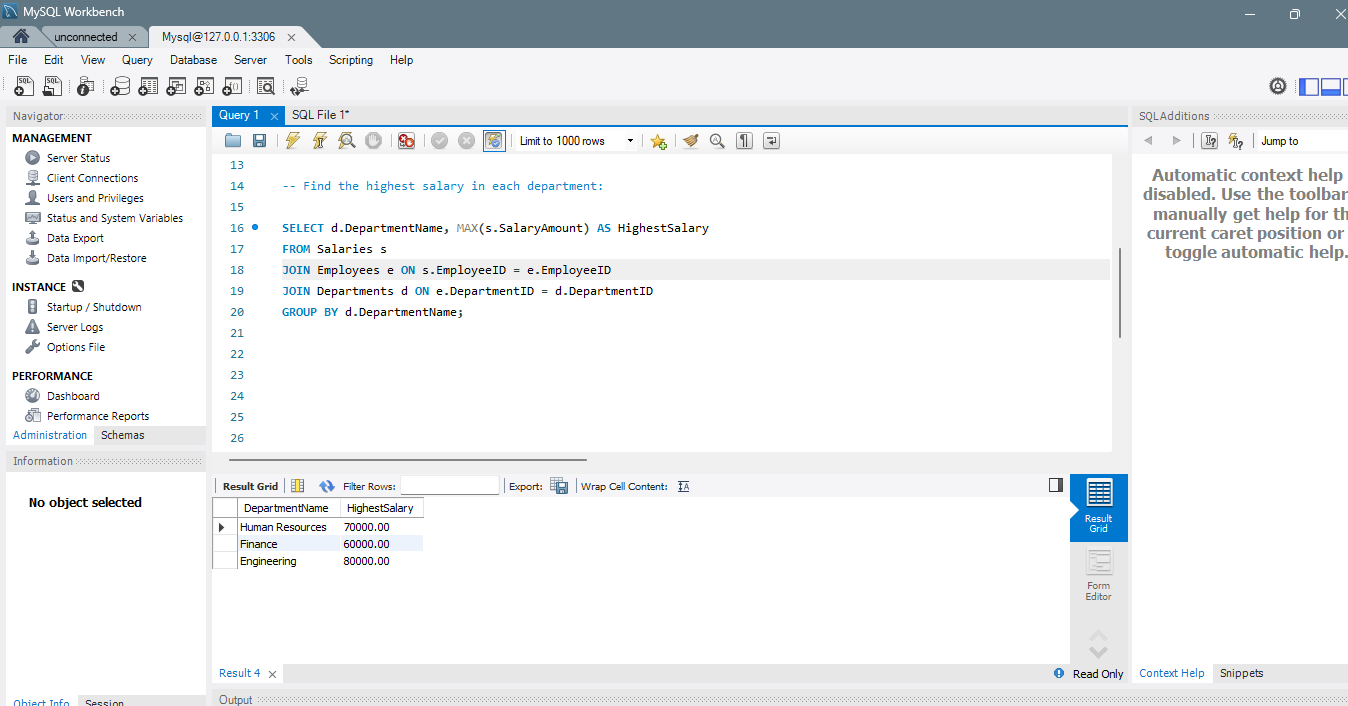 MySQL Workbench
unconnected
Mysql@127.0.0.1:3306
File Edit View Query Database Server Tools Scripting Help
Navigator
MANAGEMENT
Server Status
Client Connections
Users and Privileges
Status and System Variables
Data Export
Data Import/Restore
INSTANCE
Startup / Shutdown
Server Logs
Options File
PERFORMANCE
Dashboard
Performance Reports
Administration Schemas
Information
No object selected
Object Info Session
Query 1 SQL File 1*
Limit to 1000 rows
13
14 -- Find the highest salary in each department:
15
16 SELECT d.DepartmentName, MAX(s.SalaryAmount) AS HighestSalary
17 FROM Salaries s
18 JOIN Employees e ON s.EmployeeID = e.EmployeeID
19 JOIN Departments d ON e.DepartmentID = d.DepartmentID
20 GROUP BY d.DepartmentName;
21
22
23
24
25
26
Result Grid Filter Rows: Export: Wrap Cell Content:
DepartmentName HighestSalary
Human Resources 70000.00
Finance 60000.00
Engineering 80000.00
Result
Grid
Form
Editor
Result 4
Read Only
Output
SQLAdditions
Jump to
Automatic context help
disabled. Use the toolbar
manually get help for th
current caret position or
toggle automatic help.
Context Help Snippets